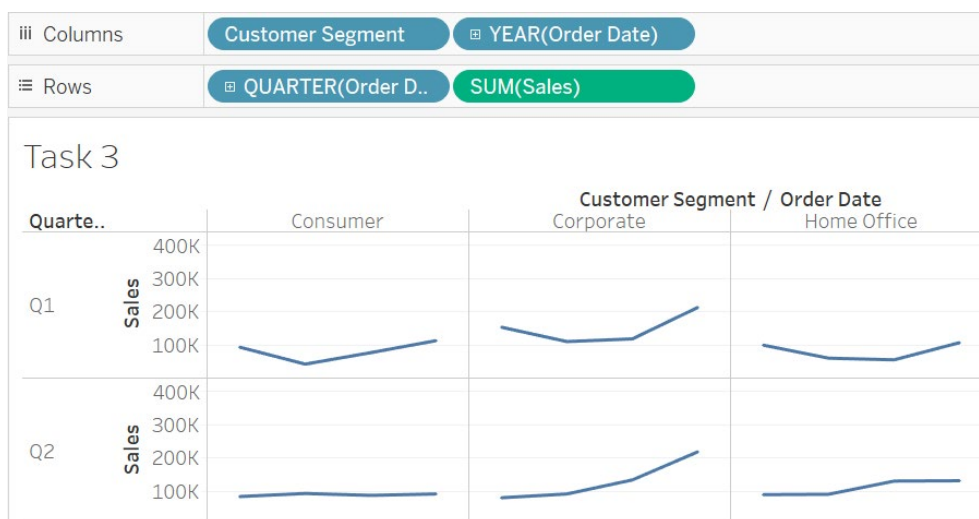 Columns Customer Segment YEAR(Order Date)
Rows QUARTER(Order D.. SUM(Sales)
Task 3
Customer Segment / Order Date
Quarte.. Consumer Corporate Home Office
400K
300K
Q1 Sales 200K
100K
400K
300K
Q2 Sales 200K
100K